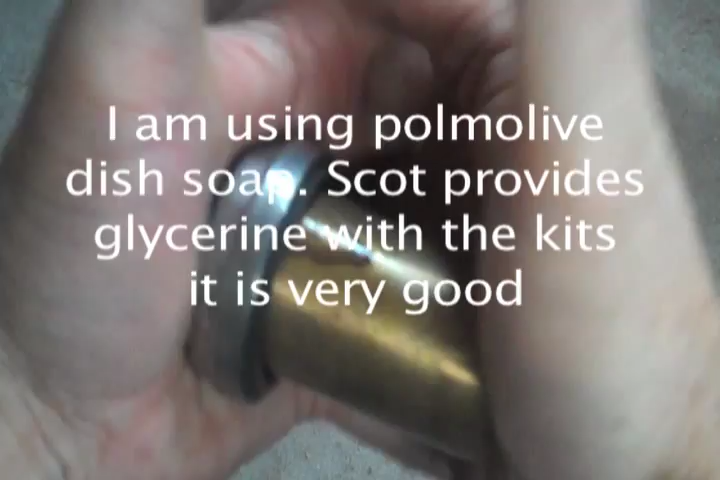 I am using polmolive
dish soap. Scot provides
glycerine with the kits
it is very good